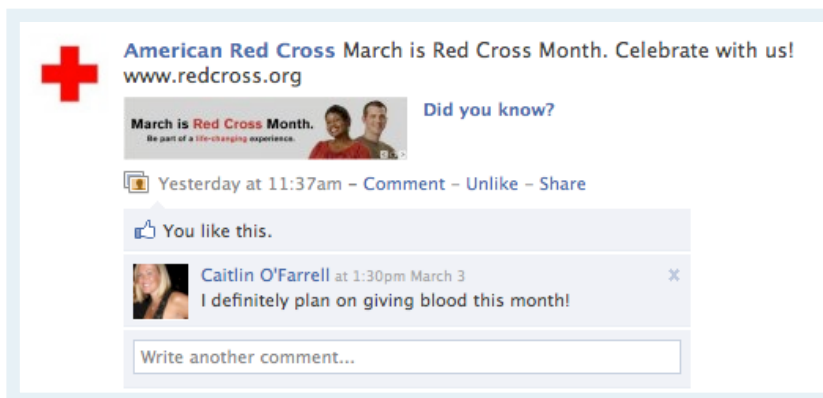 American Red Cross March is Red Cross Month. Celebrate with us!
www.redcross.org
March is Red Cross Month.
Be part of a life-changing experience.
Did you know?
Yesterday at 11:37am – Comment – Unlike – Share
You like this.
Caitlin O'Farrell at 1:30pm March 3
x
I definitely plan on giving blood this month!
Write another comment...